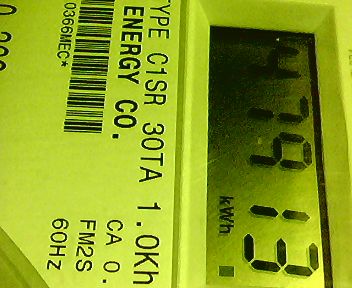 47913
kWh
TYPE C1SR 30TA 1.0Kh
ENERGY CO.
CA 0.
FM2S
60Hz
0366MEC*